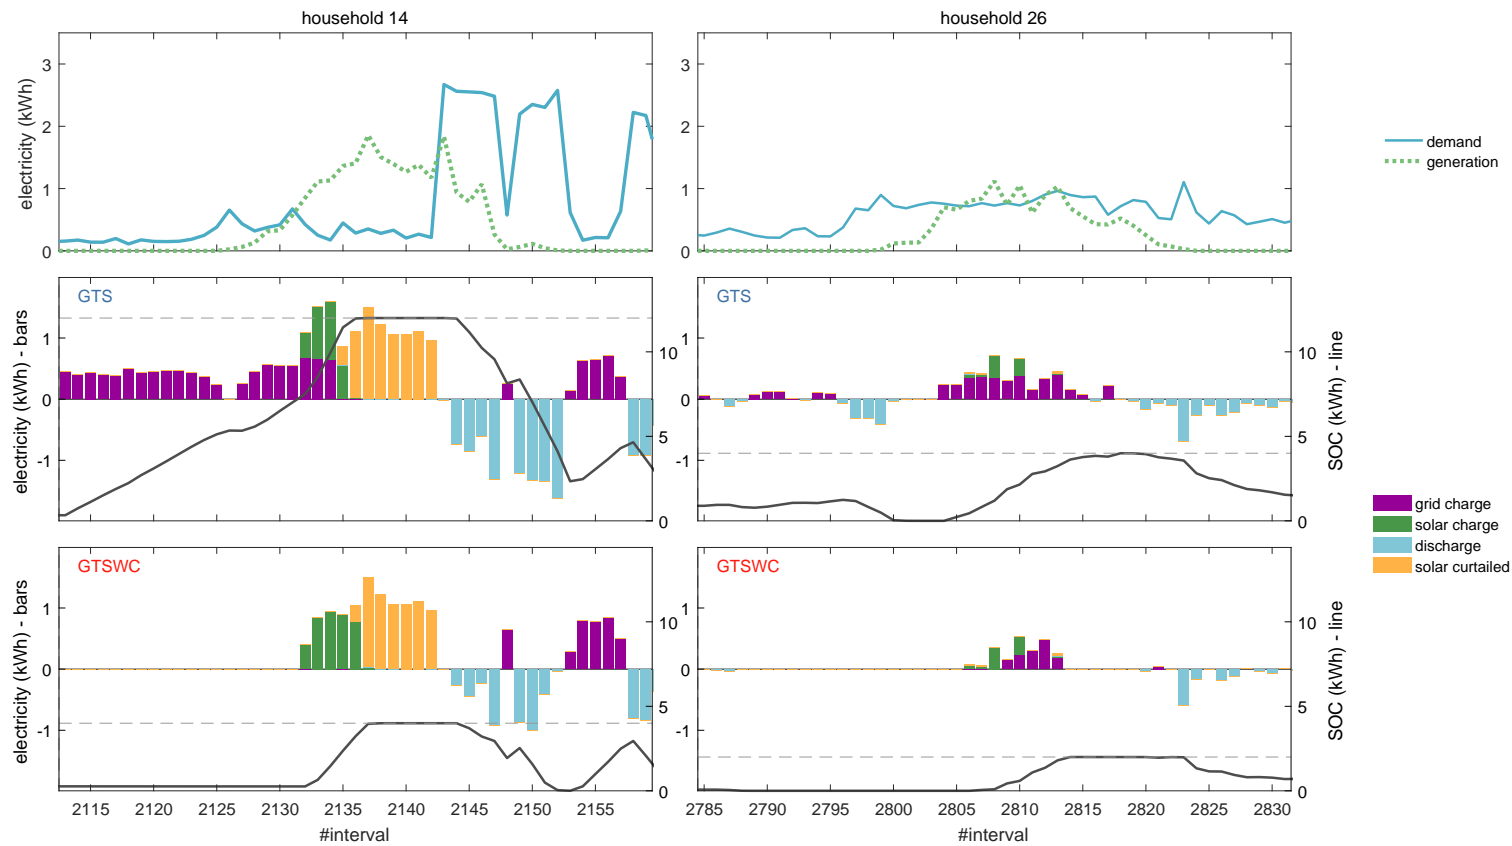 household 14
household 26
3
2
1
0
electricity (kWh)
3
2
1
0
demand
generation
GTS
1
0
-1
electricity (kWh) - bars
10
5
0
GTS
1
0
-1
10
5
0
SOC (kWh) - line
grid charge
solar charge
discharge
solar curtailed
GTSWC
1
0
-1
electricity (kWh) - bars
10
5
0
GTSWC
1
0
-1
10
5
0
SOC (kWh) - line
2115 2120 2125 2130 2135 2140 2145 2150 2155
#interval
2785 2790 2795 2800 2805 2810 2815 2820 2825 2830
#interval